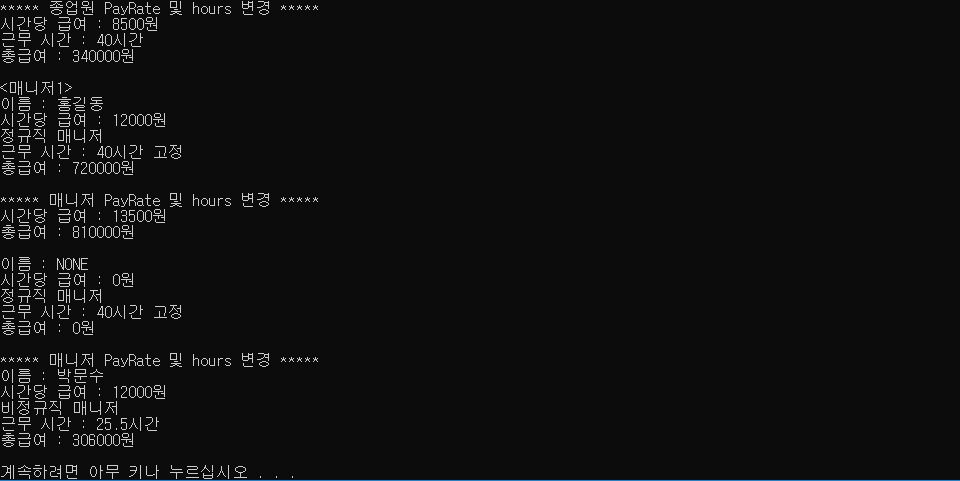 ***** 종업원 PayRate 및 hours 변경 *****
시간당 급여 : 8500원
근무 시간 : 40시간
총급여 : 340000원
<매니저1>
이름 : 홍길동
시간당 급여 : 12000원
정규직 매니저
근무 시간 : 40시간 고정
총급여 : 720000원
***** 매니저 PayRate 및 hours 변경 *****
시간당 급여 : 13500원
총급여 : 810000원
이름 : NONE
시간당 급여 : 0원
정규직 매니저
근무 시간 : 40시간 고정
총급여 : 0원
***** 매니저 PayRate 및 hours 변경 *****
이름 : 박문수
시간당 급여 : 12000원
비정규직 매니저
근무 시간 : 25.5시간
총급여 : 306000원
계속하려면 아무 키나 누르십시오 . . .